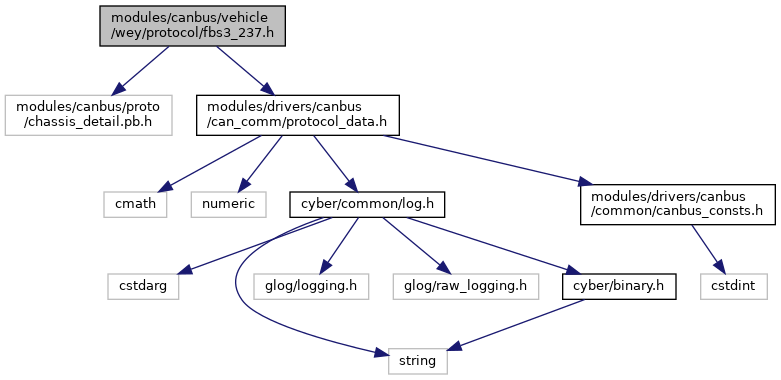 modules/canbus/vehicle
/wey/protocol/fbs3_237.h
modules/canbus/proto
/chassis_detail.pb.h
modules/drivers/canbus
/can_comm/protocol_data.h
cmath
numeric
cyber/common/log.h
modules/drivers/canbus
/common/canbus_consts.h
cstdarg
glog/logging.h
glog/raw_logging.h
cyber/binary.h
cstdint
string